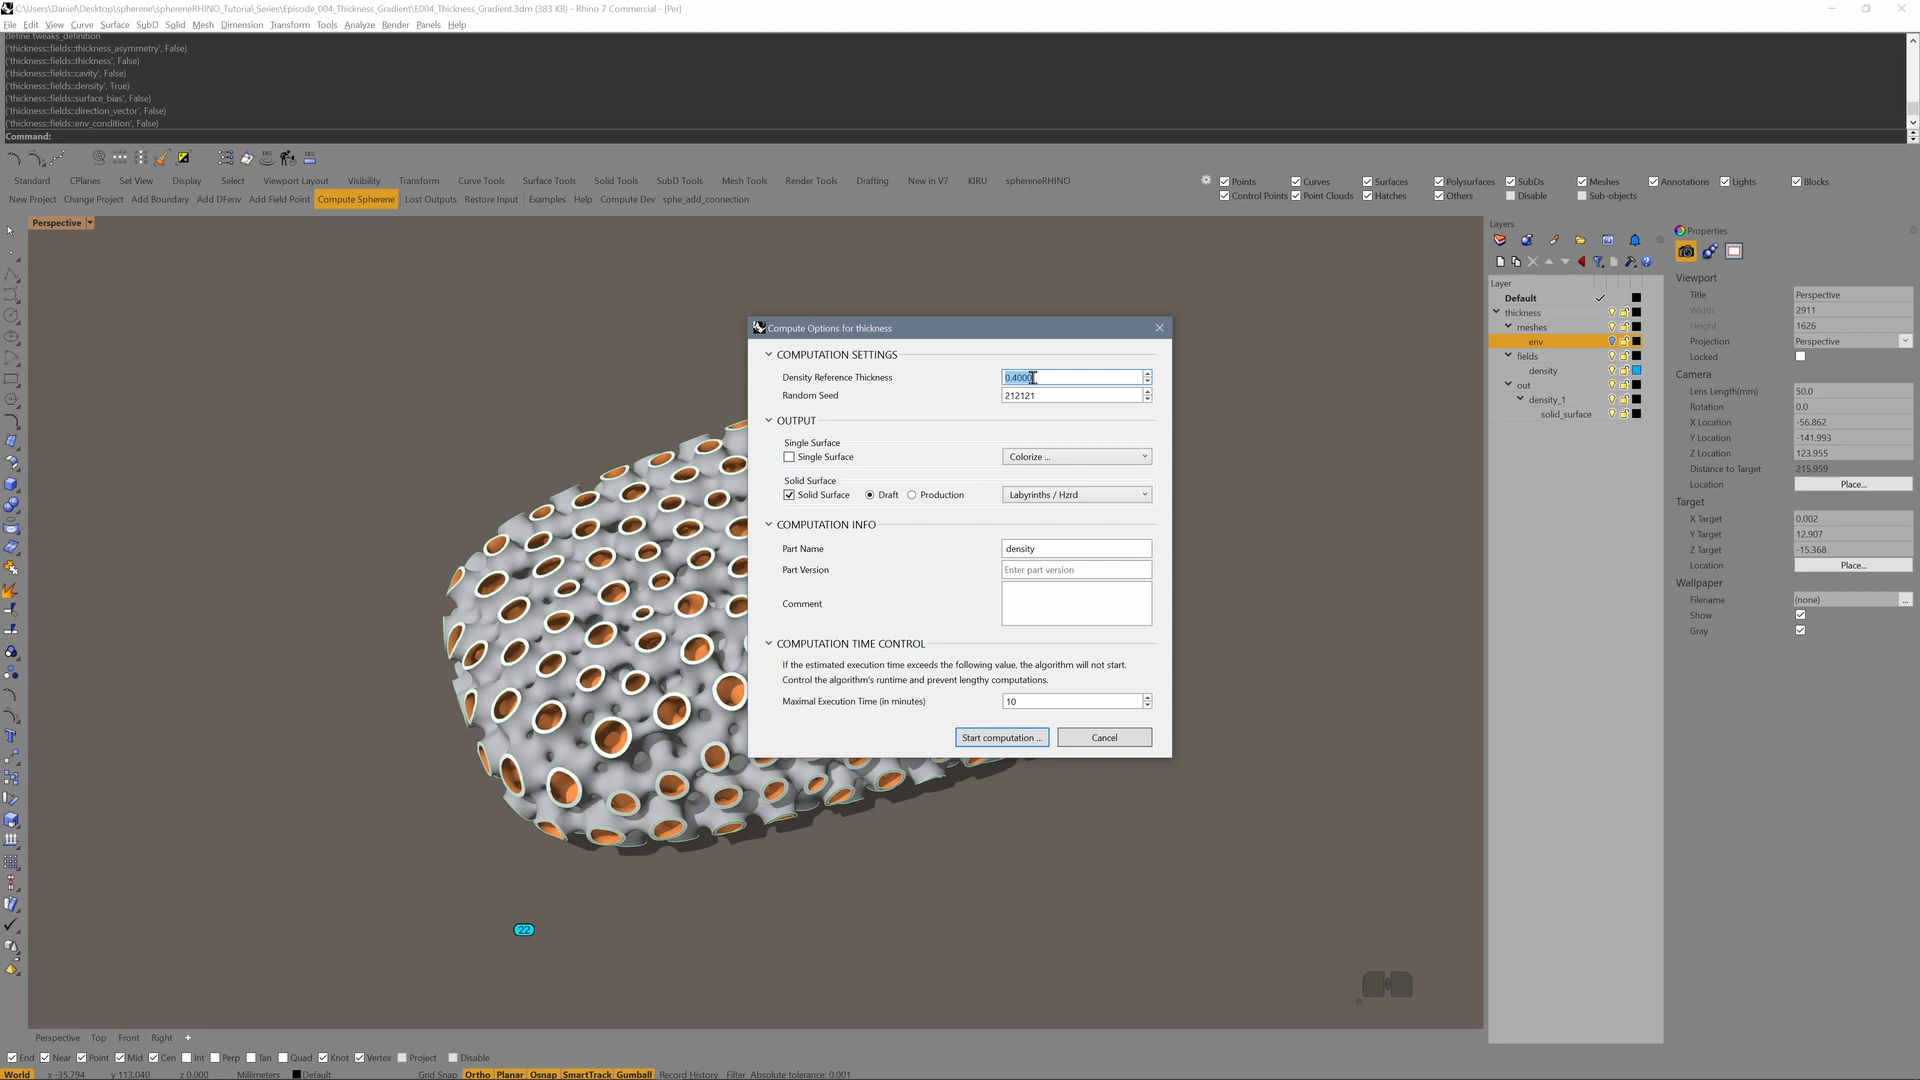 C:\Users\Daniel\Desktop\spherene\sphereneRHINO_Tutorial_Series\Episode_004_Thickness_Gradient\E004_Thickness_Gradient.3dm (383 KB) - Rhino 7 Commercial - [Per]
File Edit View Curve Surface SubD Solid Mesh Dimension Transform Tools Analyze Render Panels Help
define tweaks_definition
('thickness::fields::thickness_asymmetry', False)
('thickness::fields::thickness', False)
('thickness::fields::cavity', False)
('thickness::fields::density', True)
('thickness::fields::surface_bias', False)
('thickness::fields::direction_vector', False)
('thickness::fields::env_condition', False)
Command:
Standard CPlanes Set View Display Select Viewport Layout Visibility Transform Curve Tools Surface Tools Solid Tools SubD Tools Mesh Tools Render Tools Drafting New in V7 KIRU sphereneRHINO
Points Curves Surfaces Polysurfaces SubDs Meshes Annotations Lights Blocks
Control Points Point Clouds Hatches Others Disable Sub-objects
New Project Change Project Add Boundary Add DFenv Add Field Point Compute Spherene Lost Outputs Restore Input Examples Help Compute Dev sphe_add_connection
Perspective
Layers
Layer
Default
thickness
meshes
env
fields
density
out
density_1
solid_surface
Properties
Viewport
Title Perspective
Width 2911
Height 1626
Projection Perspective
Locked
Camera
Lens Length(mm) 50.0
Rotation 0.0
X Location -56.862
Y Location -141.993
Z Location 123.955
Distance to Target 215.959
Location Place...
Target
X Target 0.002
Y Target 12.907
Z Target -15.368
Location Place...
Wallpaper
Filename (none) ...
Show
Gray
Compute Options for thickness
COMPUTATION SETTINGS
Density Reference Thickness 0.4000
Random Seed 212121
OUTPUT
Single Surface
Single Surface Colorize ...
Solid Surface
Solid Surface Draft Production Labyrinths / Hzrd
COMPUTATION INFO
Part Name density
Part Version Enter part version
Comment
COMPUTATION TIME CONTROL
If the estimated execution time exceeds the following value, the algorithm will not start.
Control the algorithm's runtime and prevent lengthy computations.
Maximal Execution Time (in minutes) 10
Start computation ... Cancel
22
Perspective Top Front Right
End Near Point Mid Cen Int Perp Tan Quad Knot Vertex Project Disable
World x -35.794 y 113.040 z 0.000 Millimeters Default Grid Snap Ortho Planar Osnap SmartTrack Gumball Record History Filter Absolute tolerance: 0.001